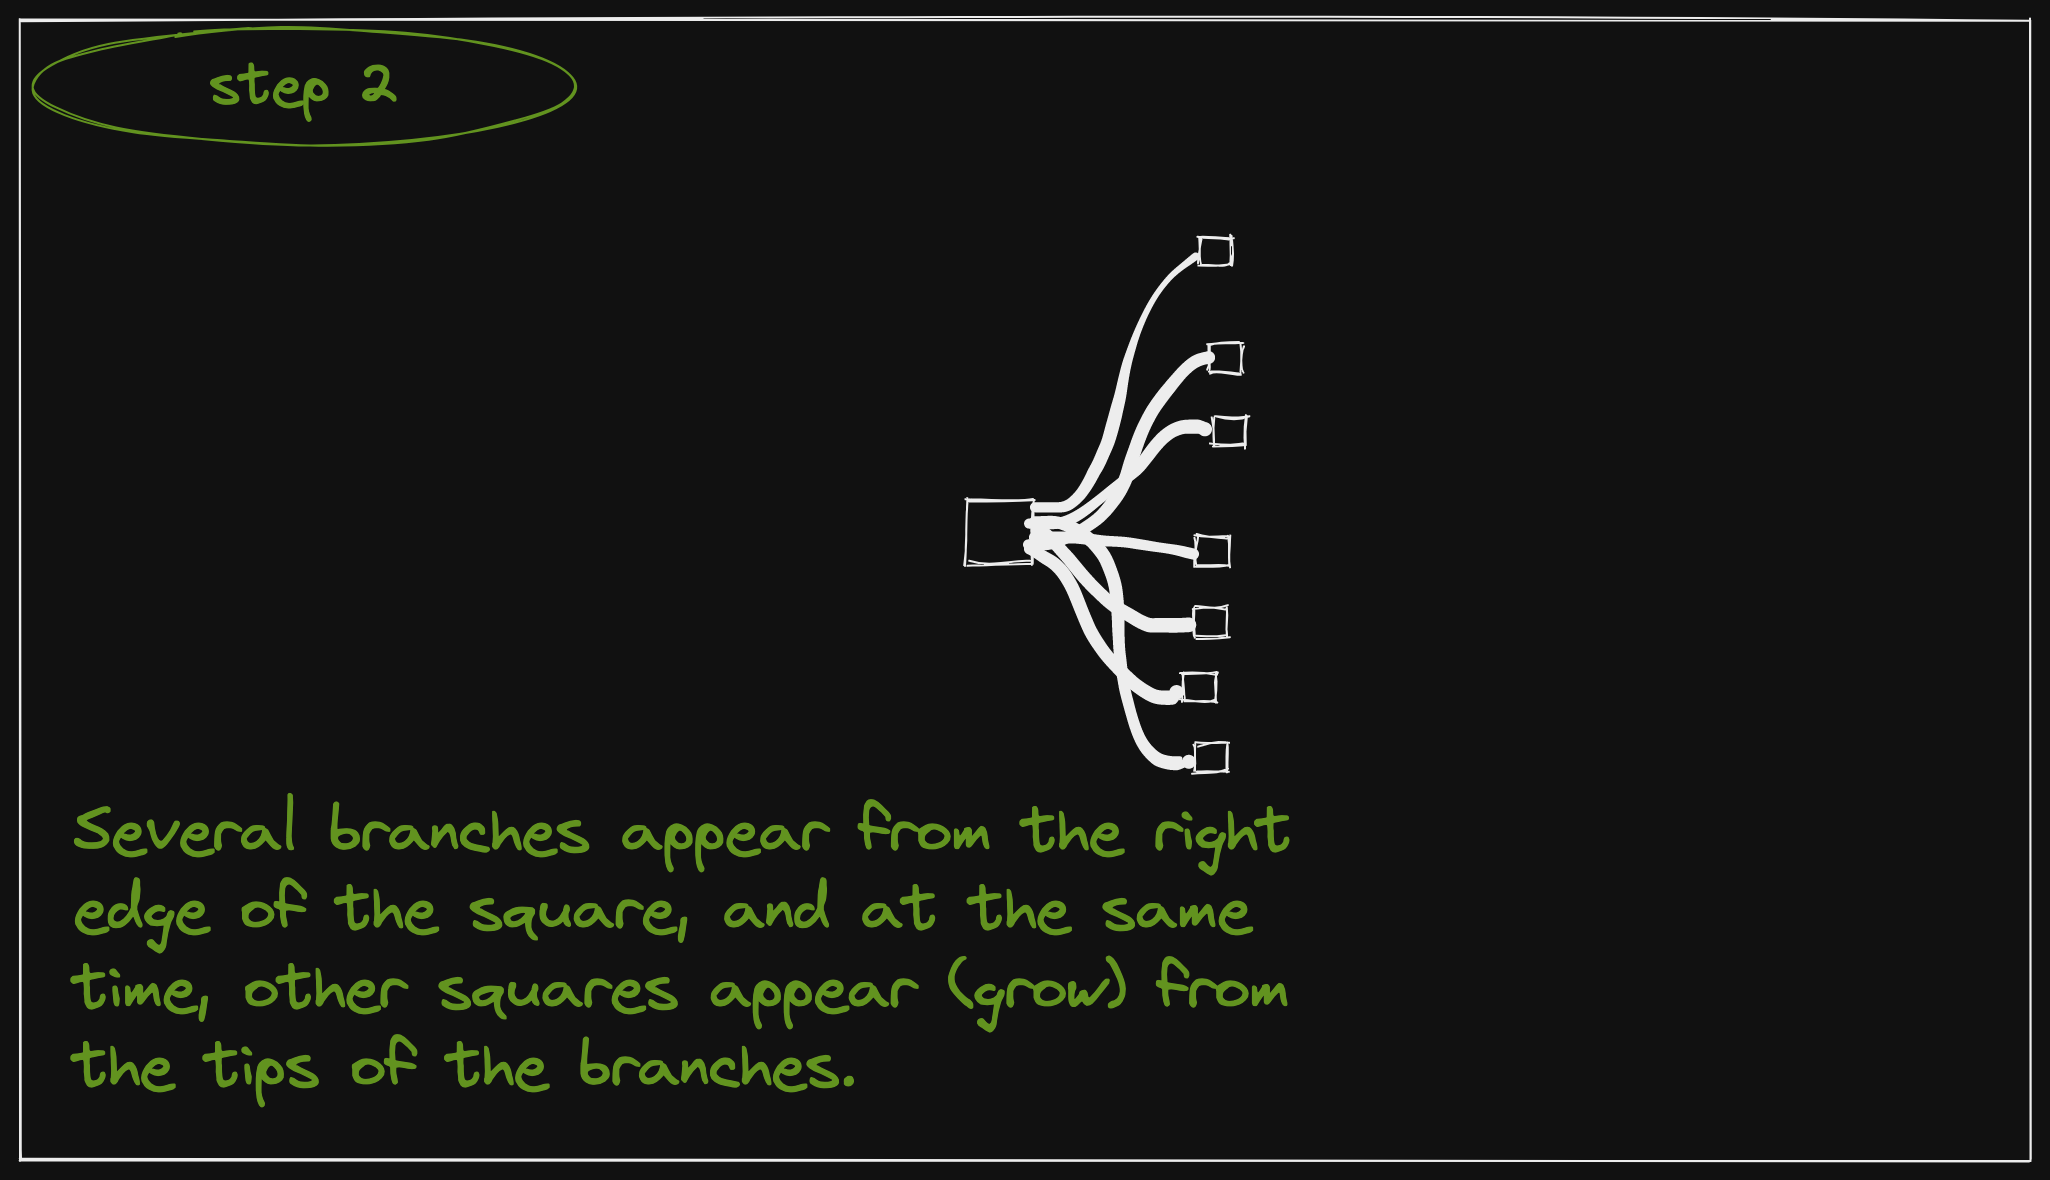 step 2
Several branches appear from the right
edge of the square, and at the same
time, other squares appear (grow) from
the tips of the branches.